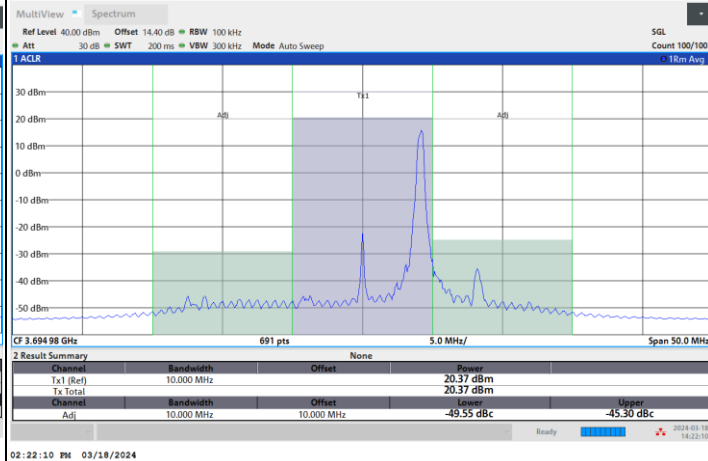 MultiView Spectrum
Ref Level 40.00 dBm Offset 14.40 dB RBW 100 kHz SGL
Att 30 dB SWT 200 ms VBW 300 kHz Mode Auto Sweep Count 100/100
1 ACLR 1Rm Avg
30 dBm
Tx1
20 dBm
Adj Adj
10 dBm
0 dBm
-10 dBm
-20 dBm
-30 dBm
-40 dBm
-50 dBm
CF 3.694 98 GHz 691 pts 5.0 MHz/ Span 50.0 MHz
2 Result Summary None
Channel Bandwidth Offset Power
Tx1 (Ref) 10.000 MHz 20.37 dBm
Tx Total 20.37 dBm
Channel Bandwidth Offset Lower Upper
Adj 10.000 MHz 10.000 MHz -49.55 dBc -45.30 dBc
Ready 2024-03-18
14:22:10
02:22:10 PM 03/18/2024